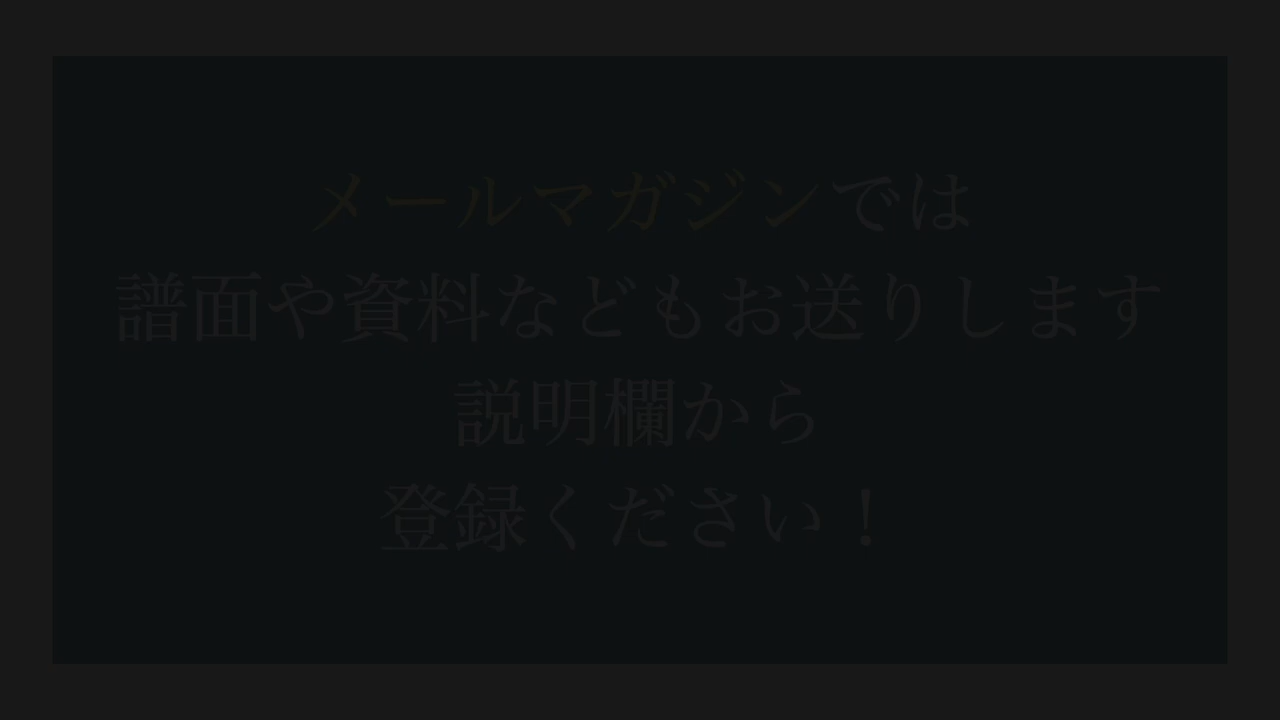 メールマガジンでは
譜面や資料などもお送りします
説明欄から
登録ください！